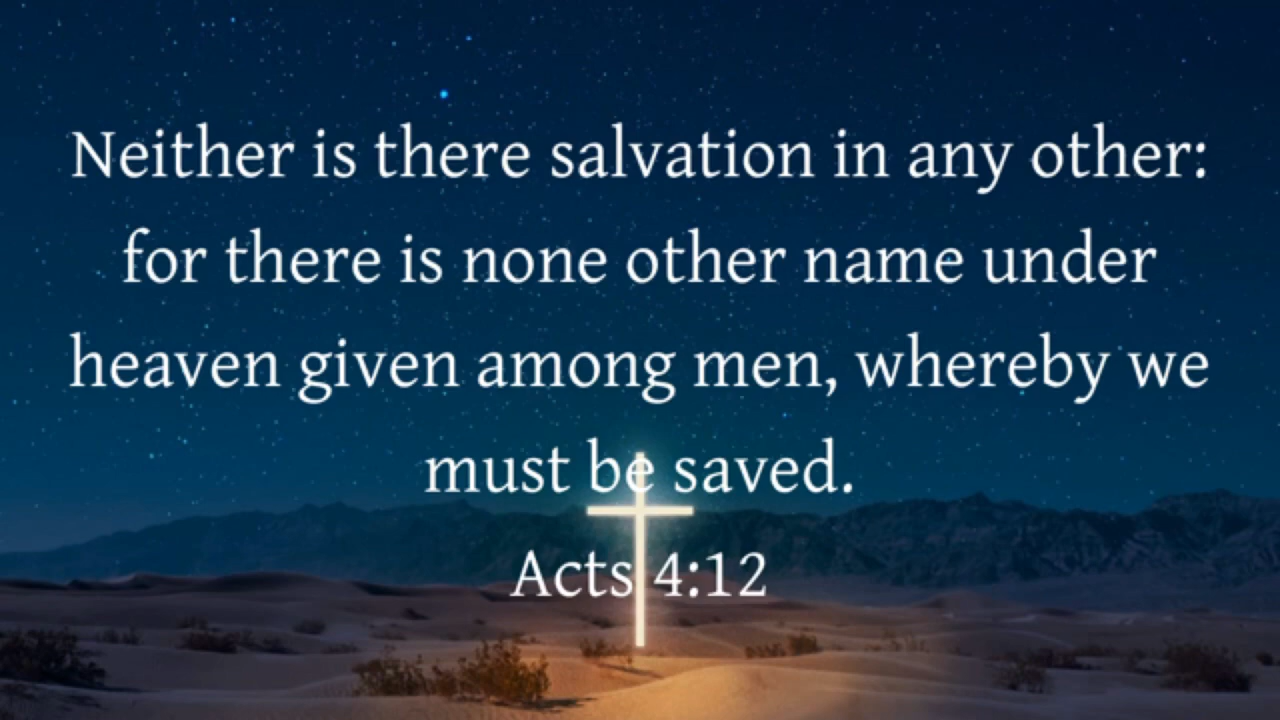 Neither is there salvation in any other:
for there is none other name under
heaven given among men, whereby we
must be saved.
Acts 4:12